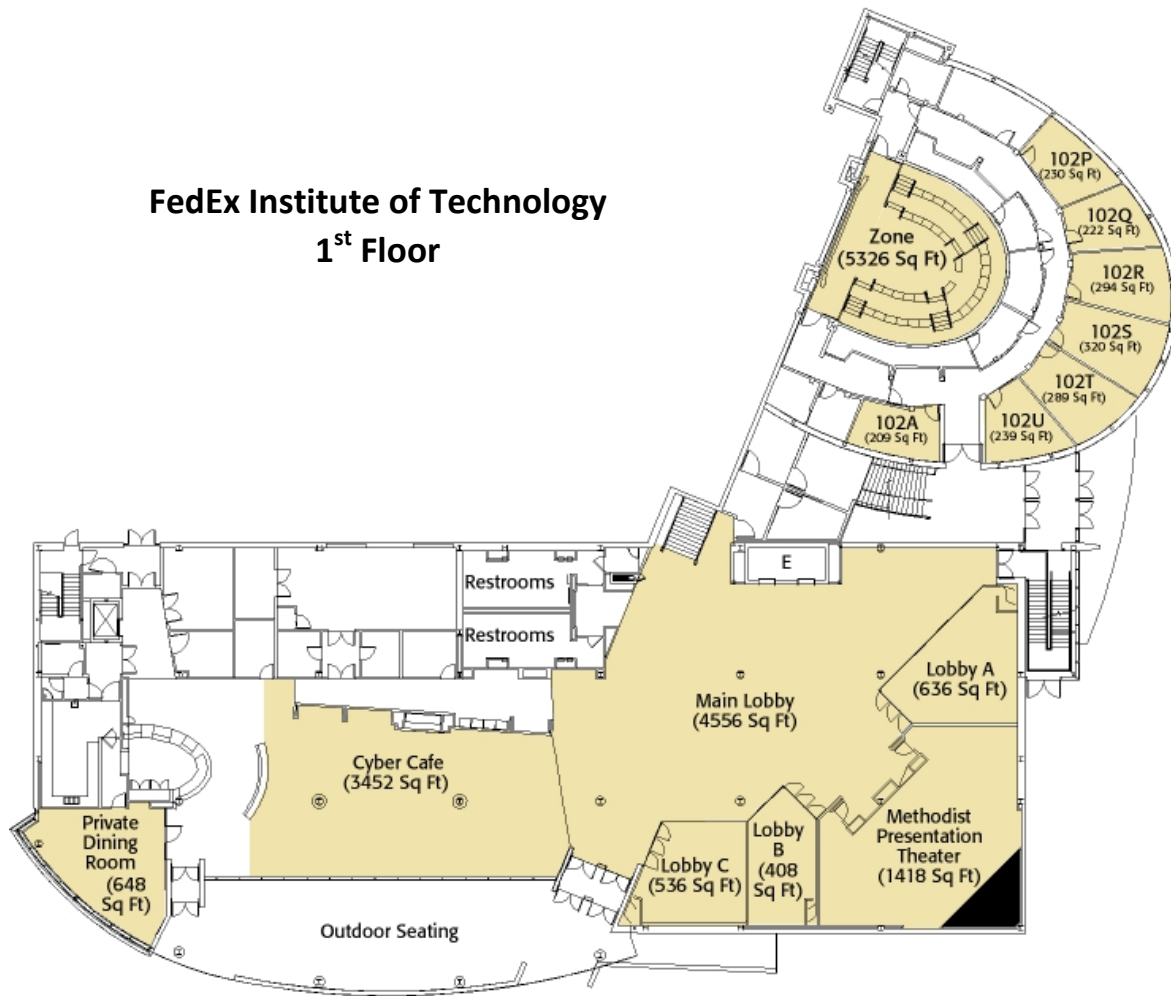 FedEx Institute of Technology
1st Floor
102P
(230 Sq Ft)
102Q
(222 Sq Ft)
Zone
(5326 Sq Ft)
102R
(294 Sq Ft)
102S
(320 Sq Ft)
102T
(289 Sq Ft)
102A
(209 Sq Ft)
102U
(239 Sq Ft)
E
Restrooms
Restrooms
Lobby A
(636 Sq Ft)
Main Lobby
(4556 Sq Ft)
Cyber Cafe
(3452 Sq Ft)
Private
Dining
Room
(648
Sq Ft)
Lobby C
(536 Sq Ft)
Lobby
B
(408
Sq Ft)
Methodist
Presentation
Theater
(1418 Sq Ft)
Outdoor Seating